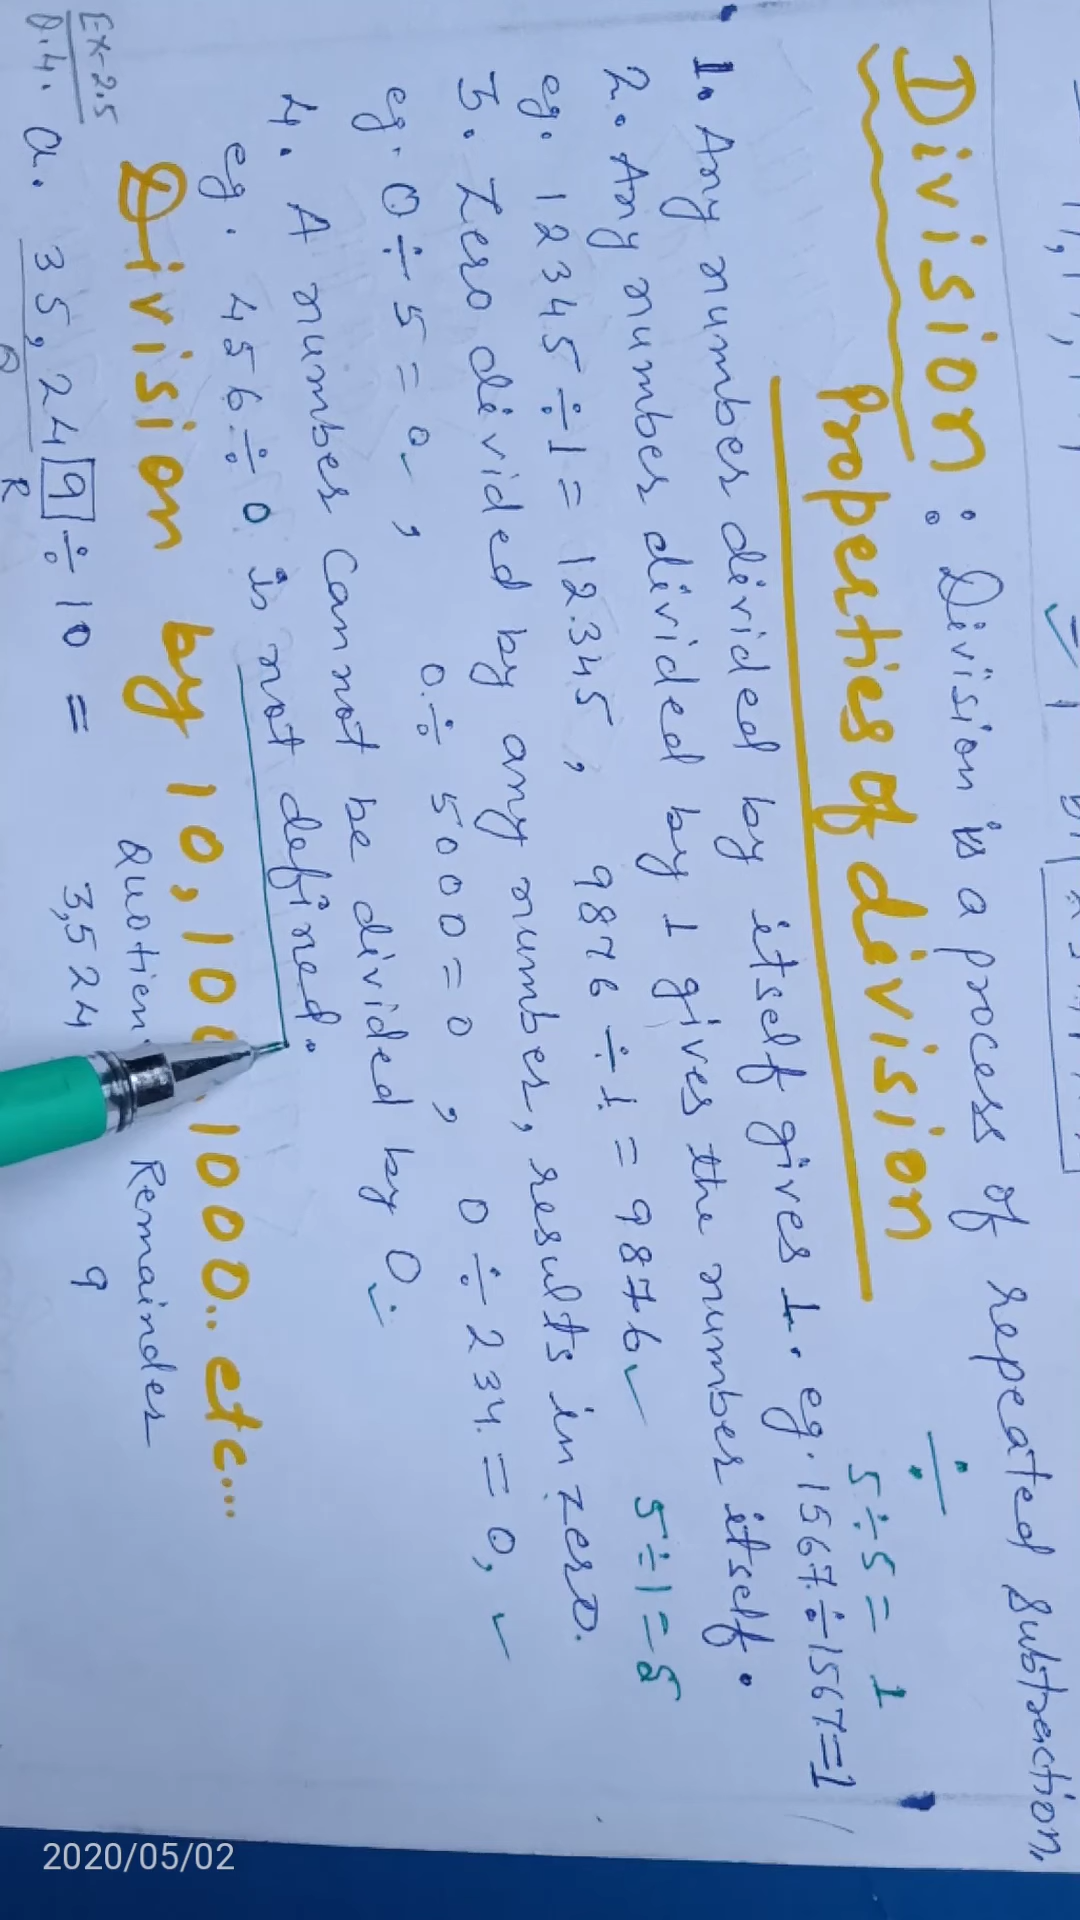 Division : Division is a process of repeated subtraction,
÷
Properties of division
5÷5= 1
1. Any number divided by itself gives 1. eg. 1567÷1567=1
2. Any number divided by 1 gives the number itself.
eg. 12345÷1= 12345, 9876÷1=9876 ✓ 5÷1=5
3. Zero divided by any number, results in zero.
eg. 0÷5=0 ✓, 0÷5000=0, 0÷234=0, ✓
4. A number cannot be divided by 0.
eg. 456÷0 is not defined.
Division by 10, 100 1000.. etc...
Ex-2.5
Quotien Remainder
Q.4. a. 35,249÷10 = 3,524 9
Q R
2020/05/02